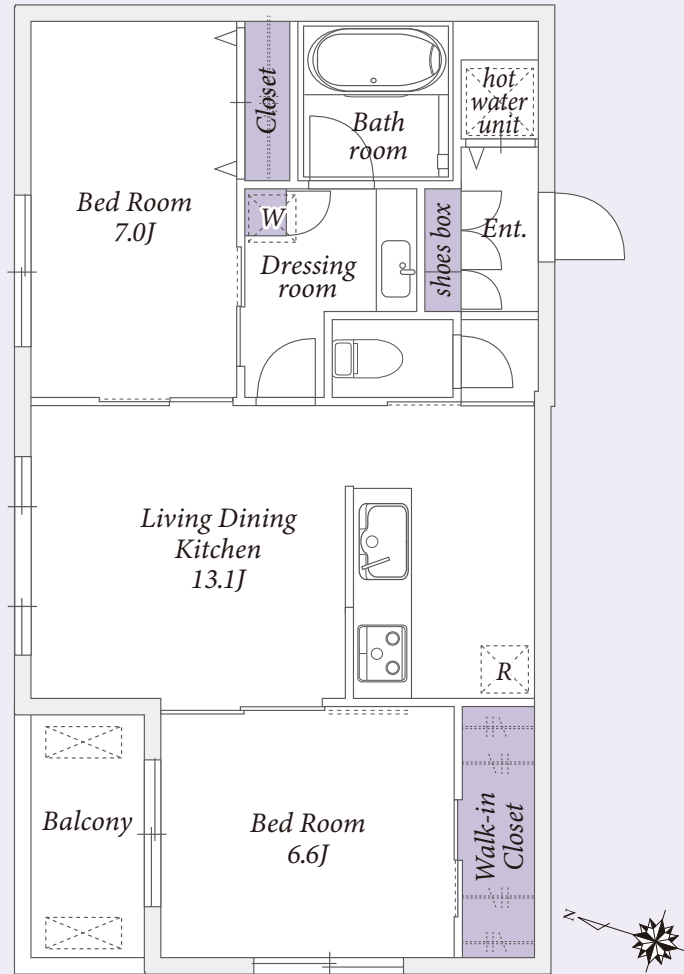 Closet
Bath
room
hot
water
unit
Bed Room
7.0J
W
Dressing
room
shoes box
Ent.
Living Dining
Kitchen
13.1J
R
Balcony
Bed Room
6.6J
Walk-in
Closet
N